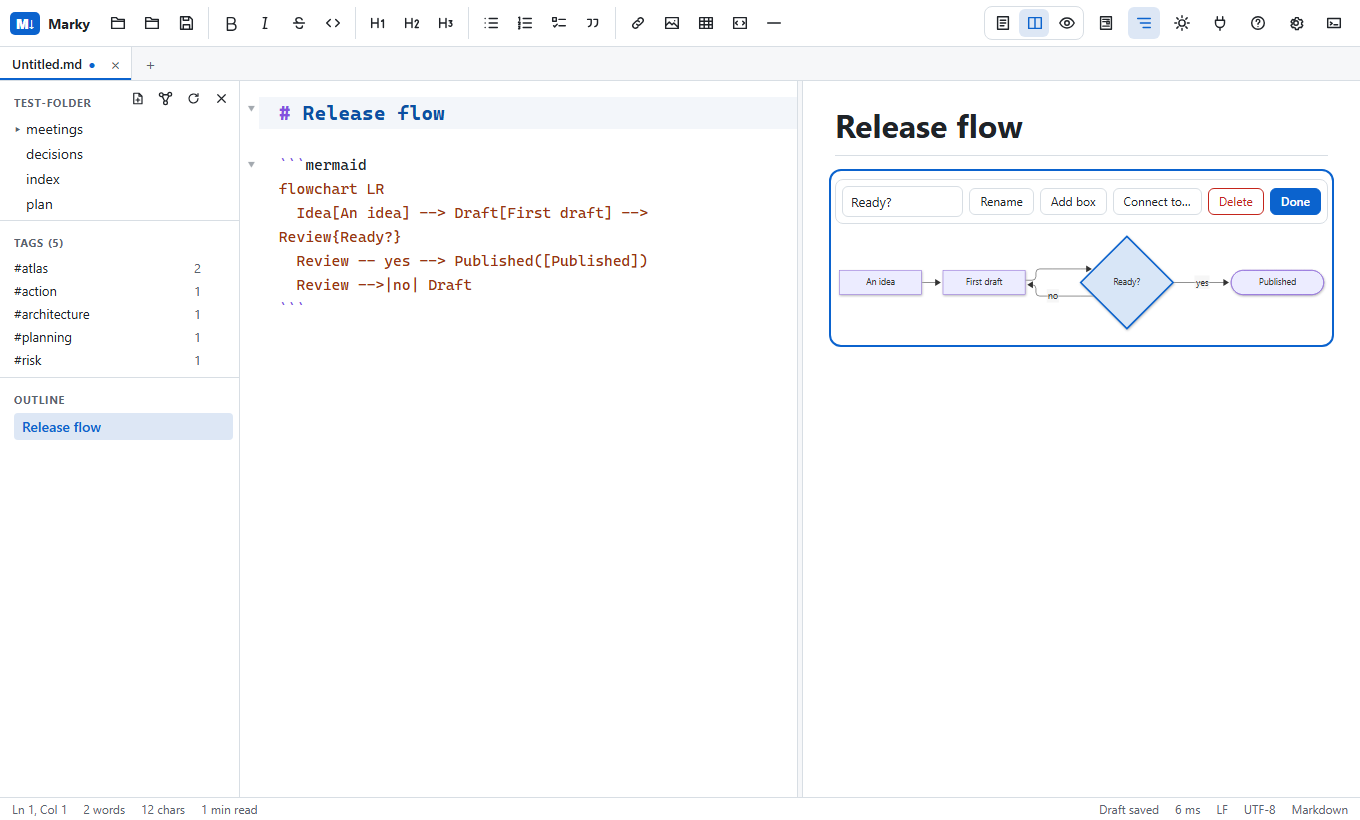 M↓ Marky B I S <> H1 H2 H3
Untitled.md
TEST-FOLDER
meetings
decisions
index
plan
TAGS (5)
#atlas 2
#action 1
#architecture 1
#planning 1
#risk 1
OUTLINE
Release flow
# Release flow
```mermaid
flowchart LR
Idea[An idea] --> Draft[First draft] -->
Review{Ready?}
Review -- yes --> Published([Published])
Review -->|no| Draft
```
Release flow
Ready? Rename Add box Connect to... Delete Done
An idea First draft no Ready? yes Published
Ln 1, Col 1 2 words 12 chars 1 min read Draft saved 6 ms LF UTF-8 Markdown